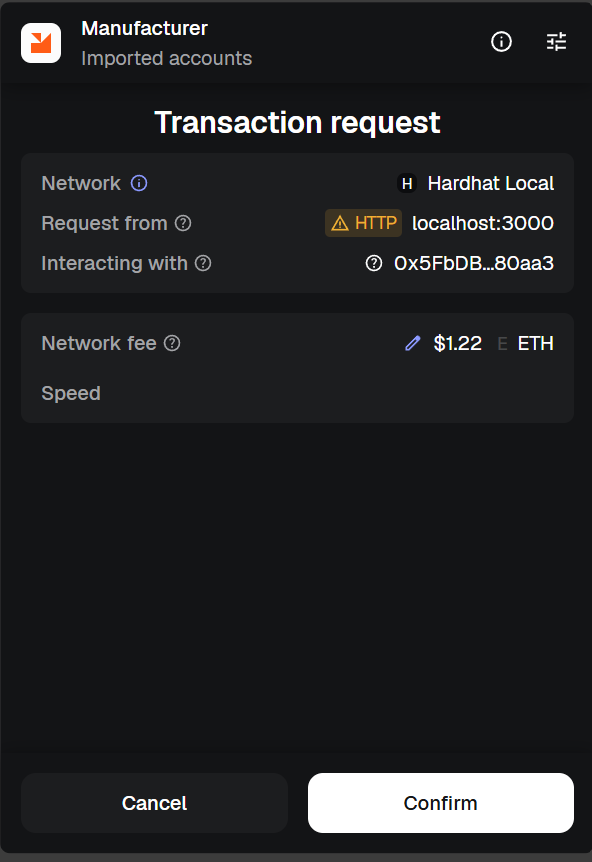 Manufacturer
Imported accounts
Transaction request
Network H Hardhat Local
Request from HTTP localhost:3000
Interacting with 0x5FbDB...80aa3
Network fee $1.22 E ETH
Speed
Cancel Confirm